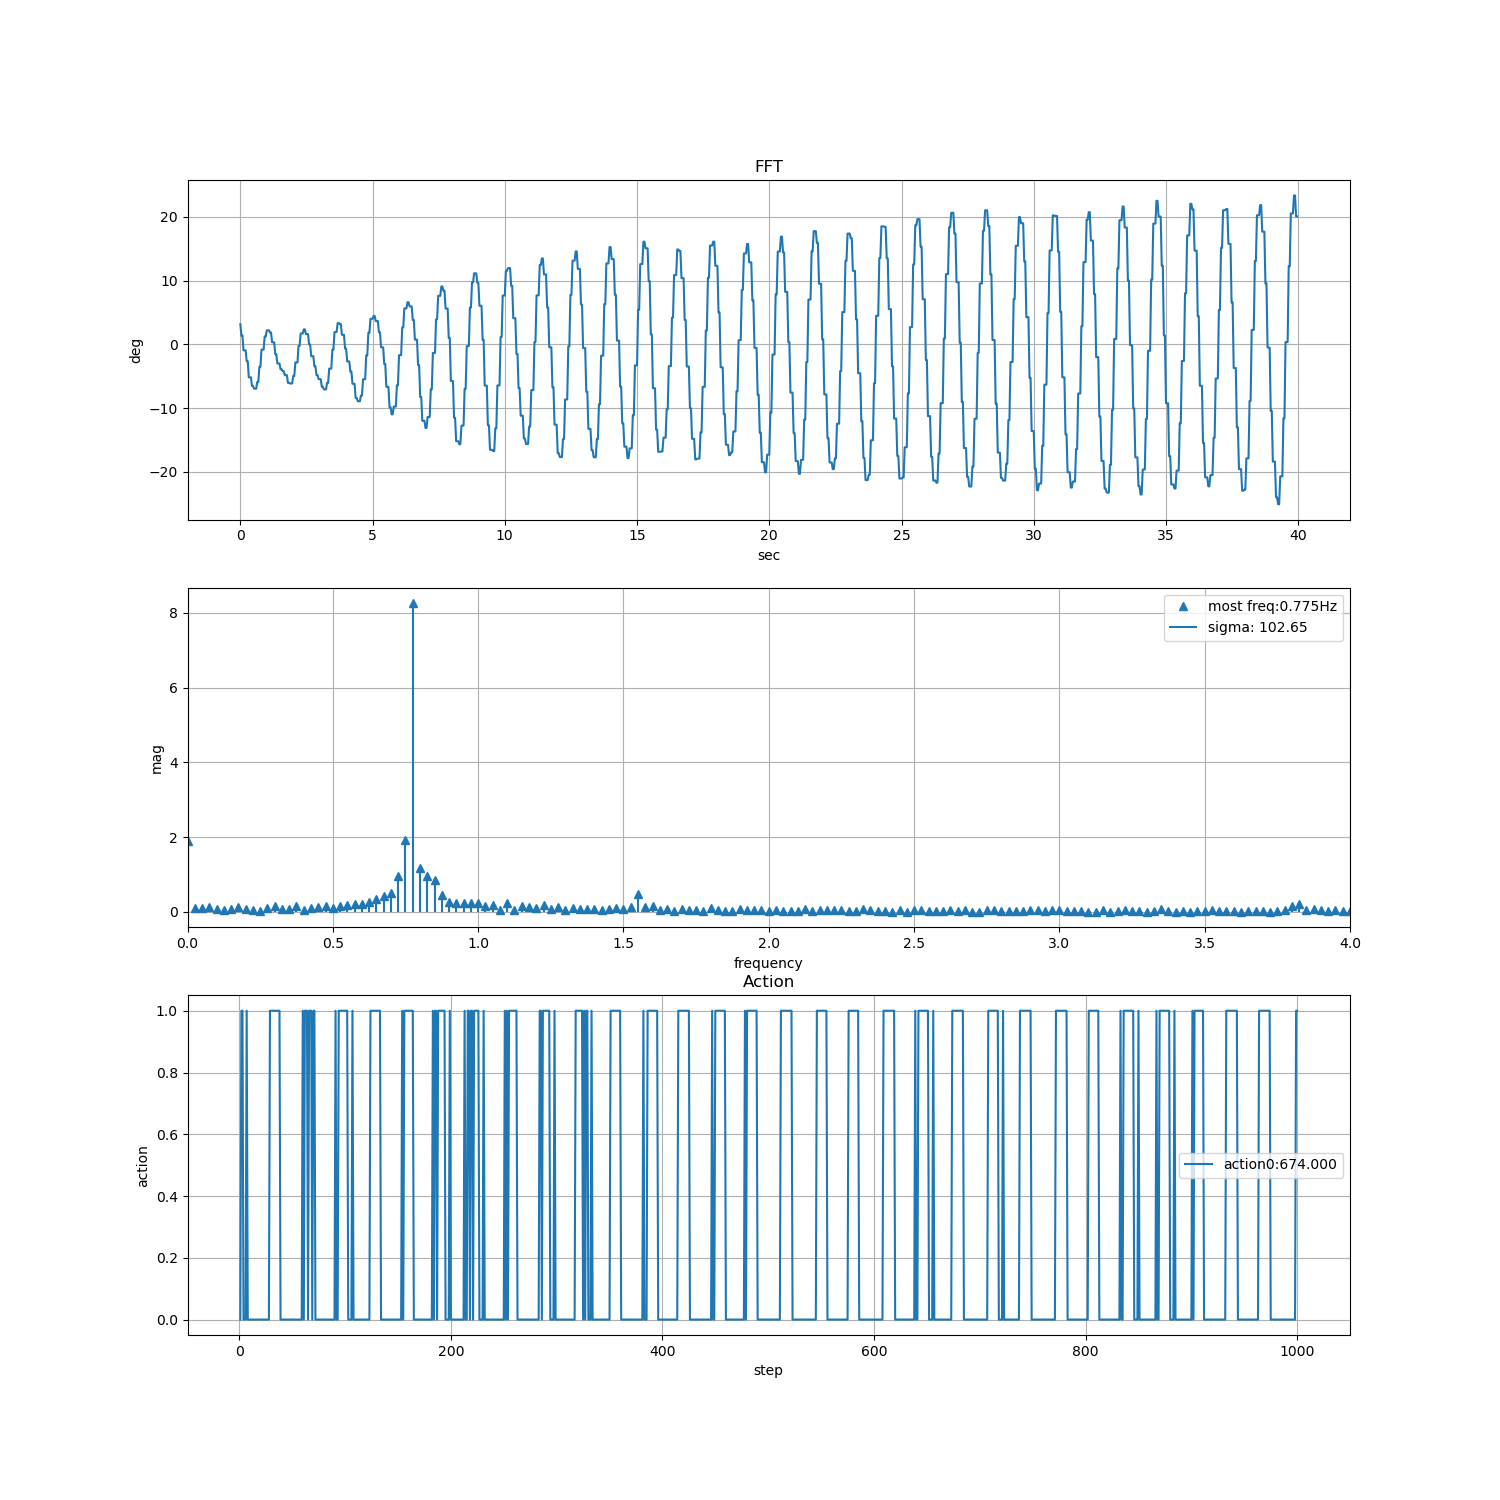 FFT
20
10
0
−10
−20
deg
0 5 10 15 20 25 30 35 40
sec
8
6
4
2
0
mag
most freq:0.775Hz
sigma: 102.65
0.0 0.5 1.0 1.5 2.0 2.5 3.0 3.5 4.0
frequency
Action
1.0
0.8
0.6
0.4
0.2
0.0
action
action0:674.000
0 200 400 600 800 1000
step